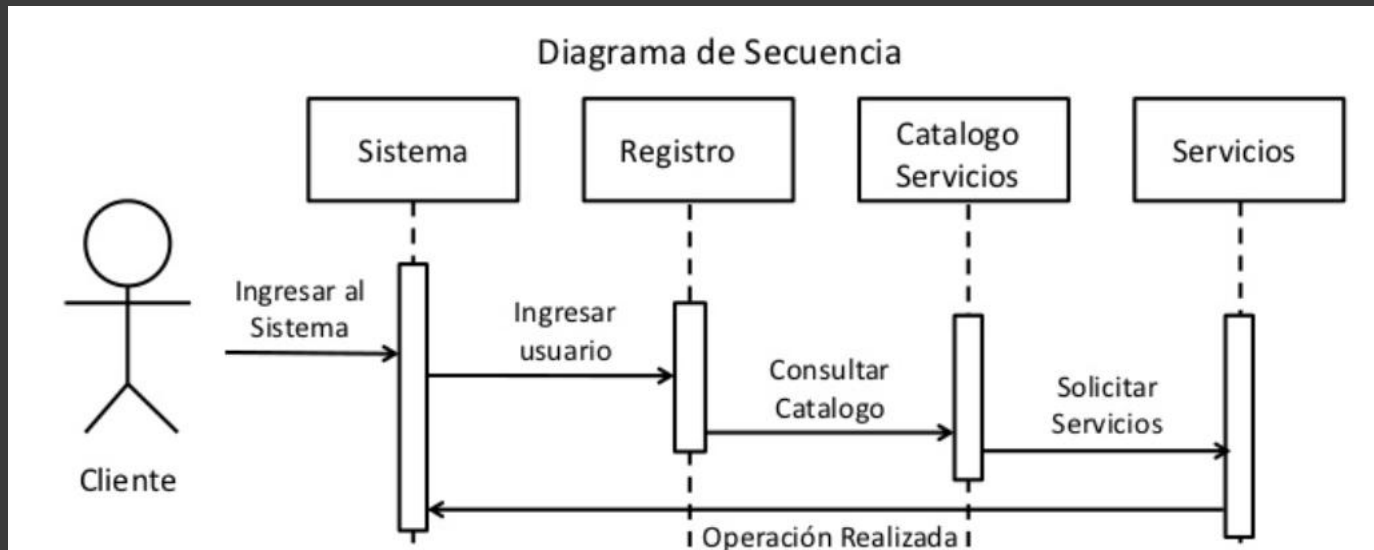 Diagrama de Secuencia
Sistema
Registro
Catalogo
Servicios
Servicios
Ingresar al
Sistema
Ingresar
usuario
Consultar
Catalogo
Solicitar
Servicios
Cliente
Operación Realizada